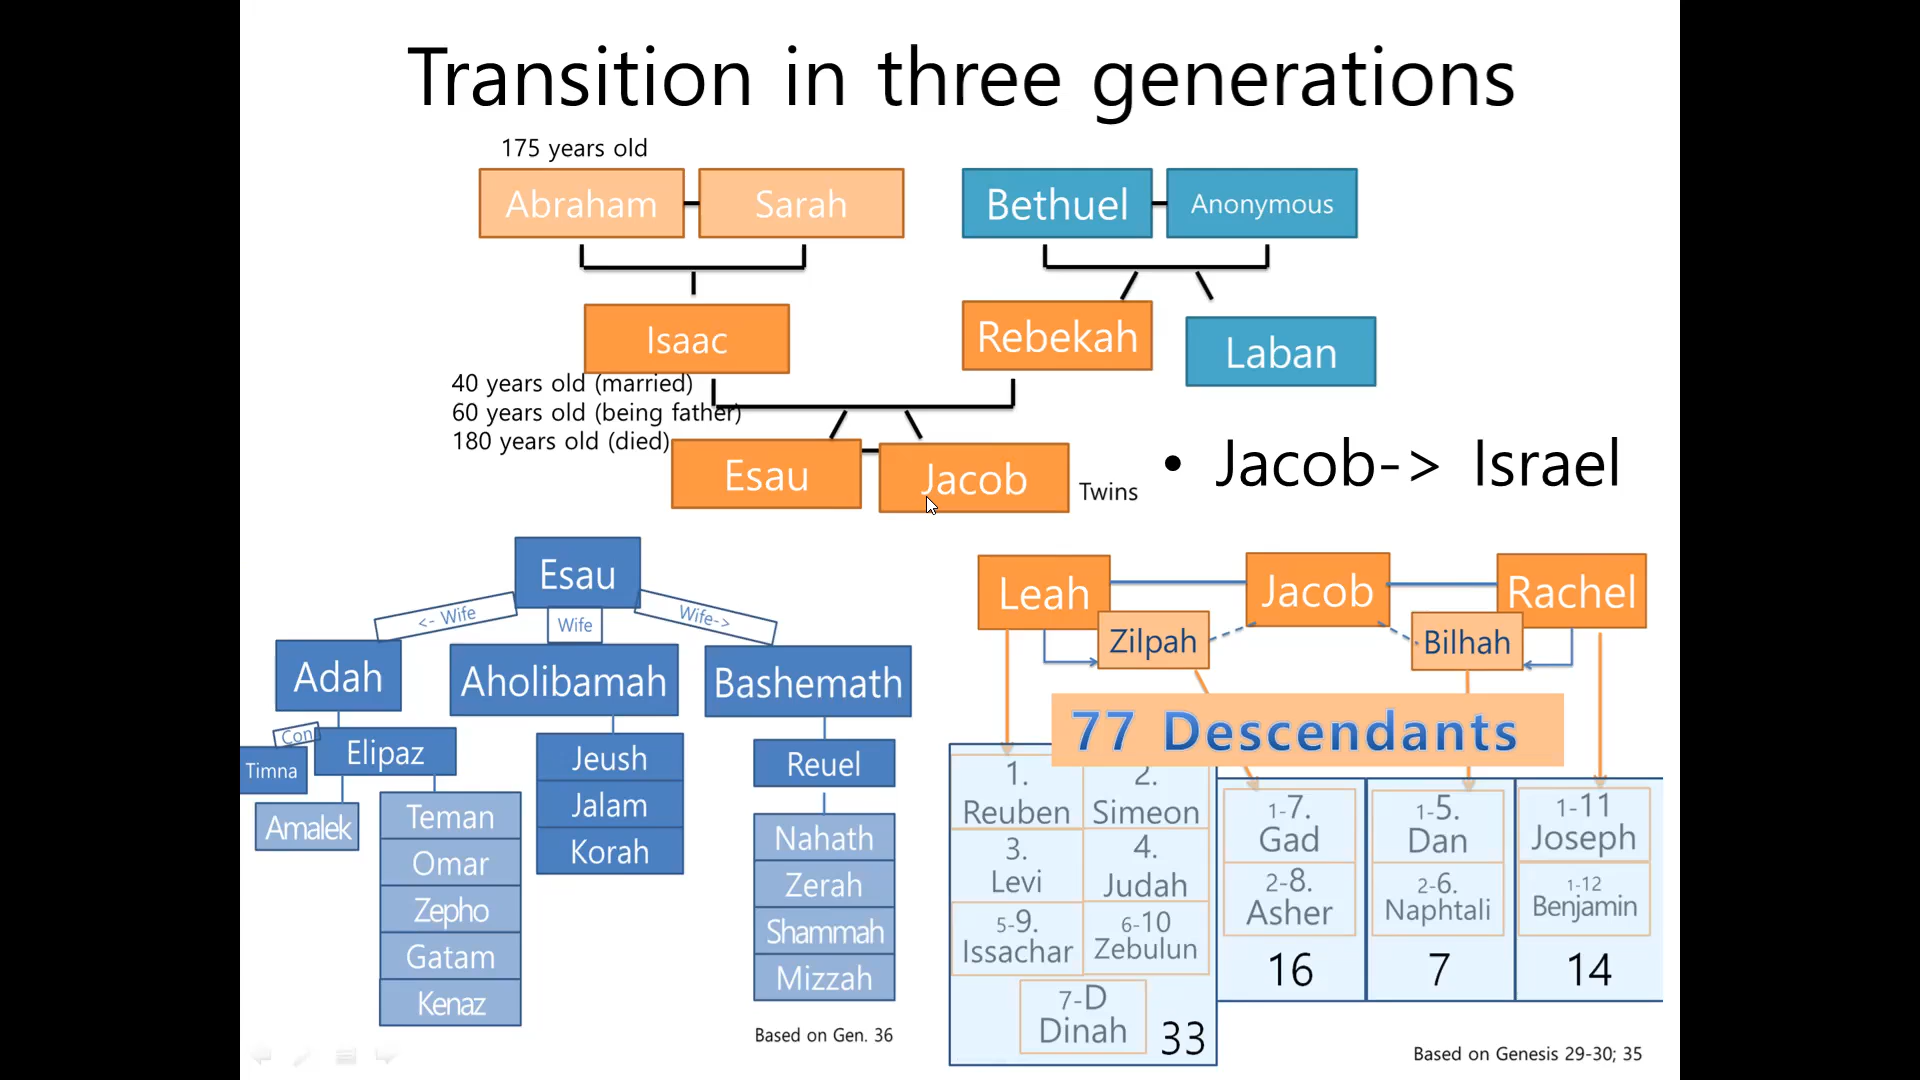 Transition in three generations
175 years old
Abraham
Sarah
Bethuel
Anonymous
Isaac
Rebekah
Laban
40 years old (married)
60 years old (being father)
180 years old (died)
Esau
Jacob
Twins
• Jacob-> Israel
Esau
<- Wife
Wife
Wife->
Adah
Aholibamah
Bashemath
Con
Timna
Elipaz
Amalek
Teman
Omar
Zepho
Gatam
Kenaz
Jeush
Jalam
Korah
Reuel
Nahath
Zerah
Shammah
Mizzah
Based on Gen. 36
Leah
Jacob
Rachel
Zilpah
Bilhah
77 Descendants
1.
Reuben
2.
Simeon
3.
Levi
4.
Judah
5-9.
Issachar
6-10
Zebulun
7-D
Dinah
33
1-7.
Gad
2-8.
Asher
16
1-5.
Dan
2-6.
Naphtali
7
1-11
Joseph
1-12
Benjamin
14
Based on Genesis 29-30; 35